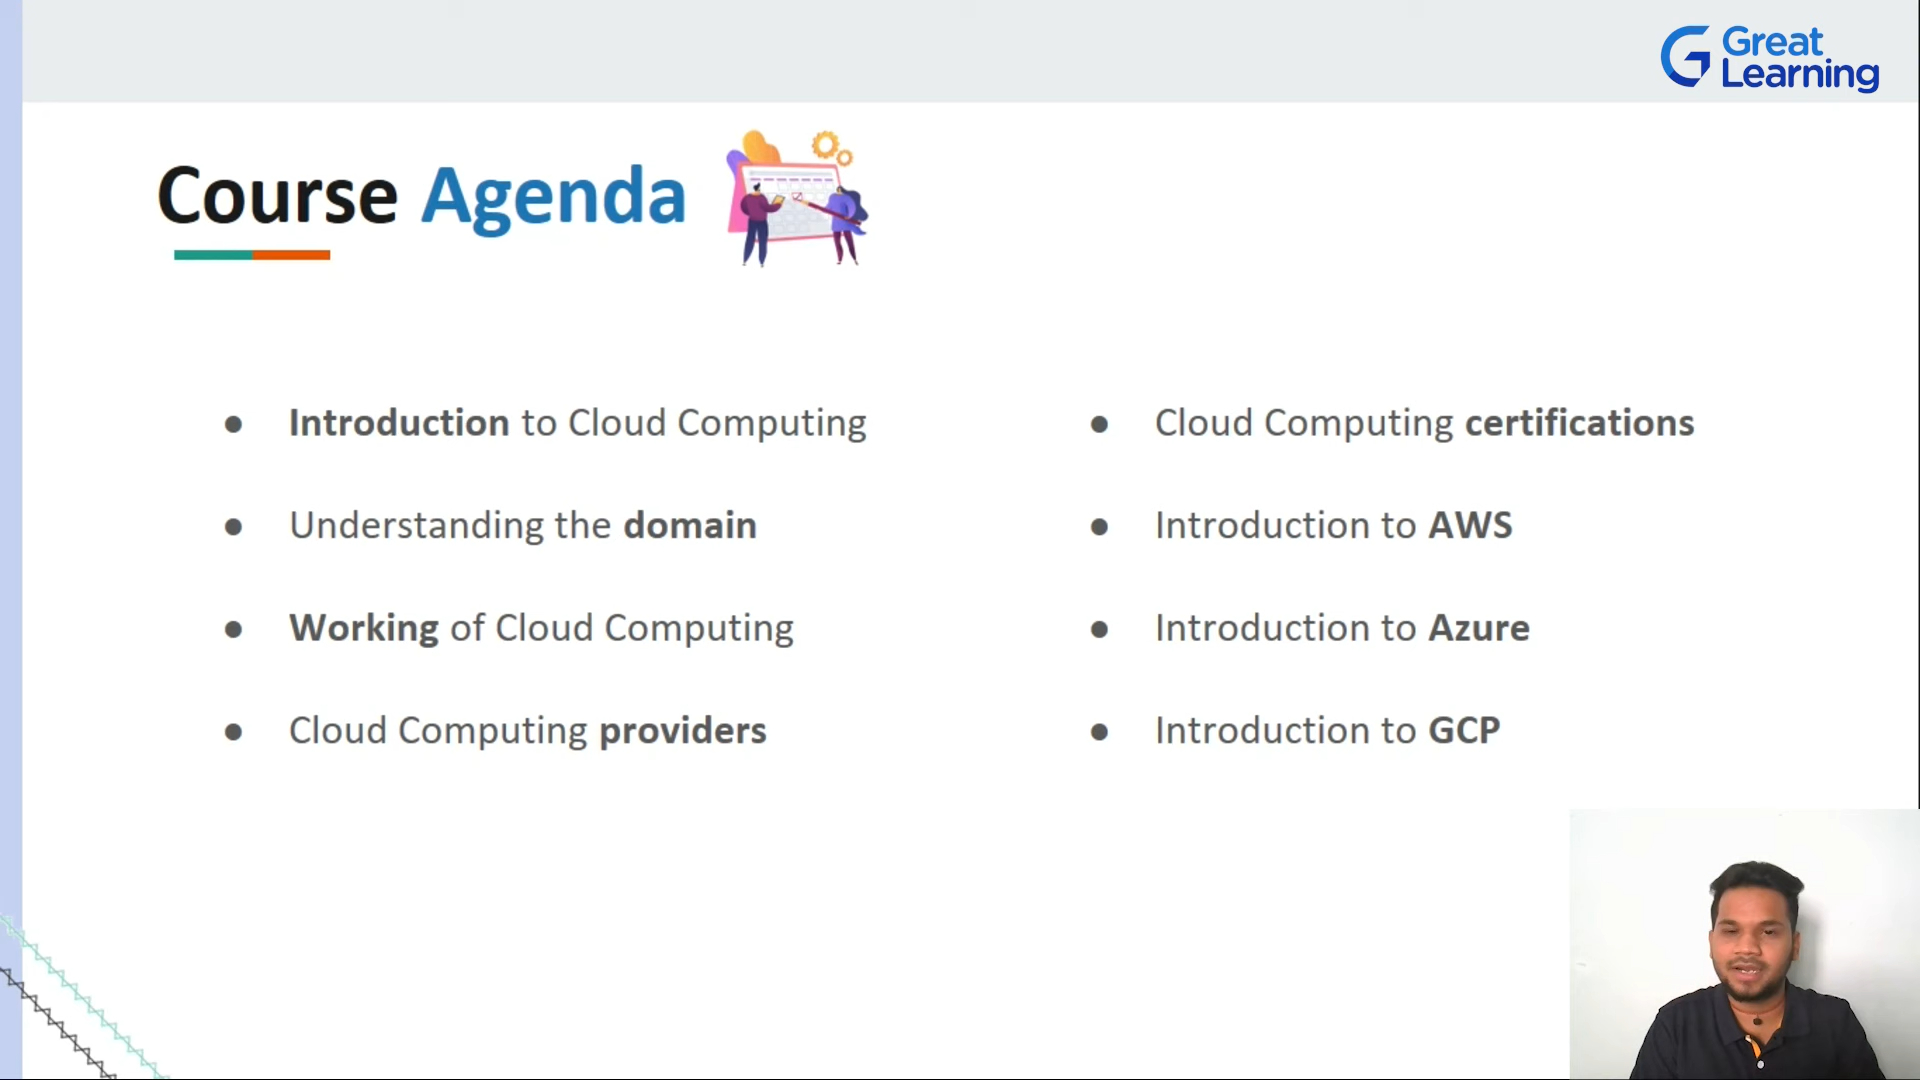 Great
Learning
Course Agenda
● Introduction to Cloud Computing
● Understanding the domain
● Working of Cloud Computing
● Cloud Computing providers
● Cloud Computing certifications
● Introduction to AWS
● Introduction to Azure
● Introduction to GCP